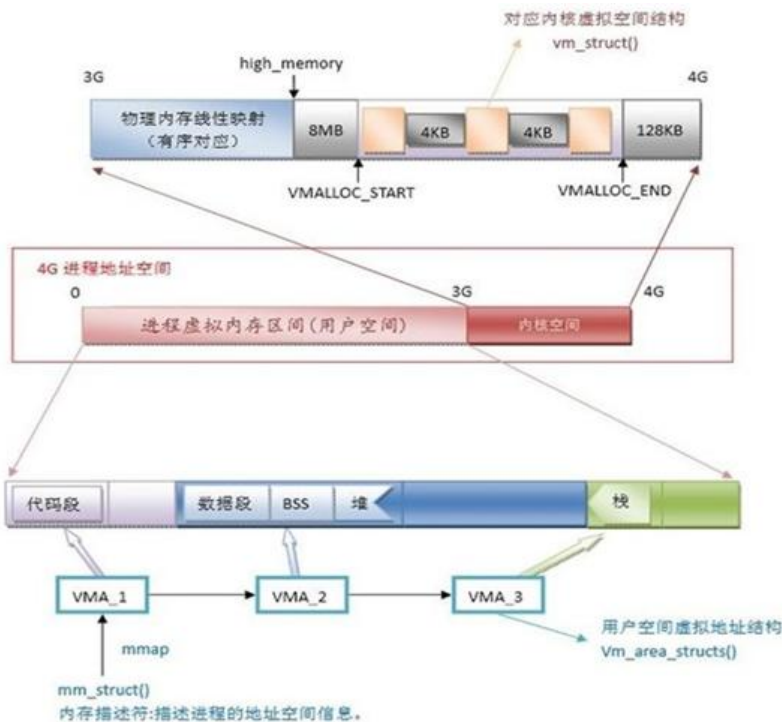 对应内核虚拟空间结构
vm_struct()
high_memory
3G
4G
物理内存线性映射
(有序对应)
8MB
4KB
4KB
128KB
VMALLOC_START
VMALLOC_END
4G 进程地址空间
0
3G
4G
进程虚拟内存区间(用户空间)
内核空间
代码段
数据段
BSS
堆
栈
VMA_1
VMA_2
VMA_3
mmap
用户空间虚拟地址结构
Vm_area_structs()
mm_struct()
内存描述符:描述进程的地址空间信息。